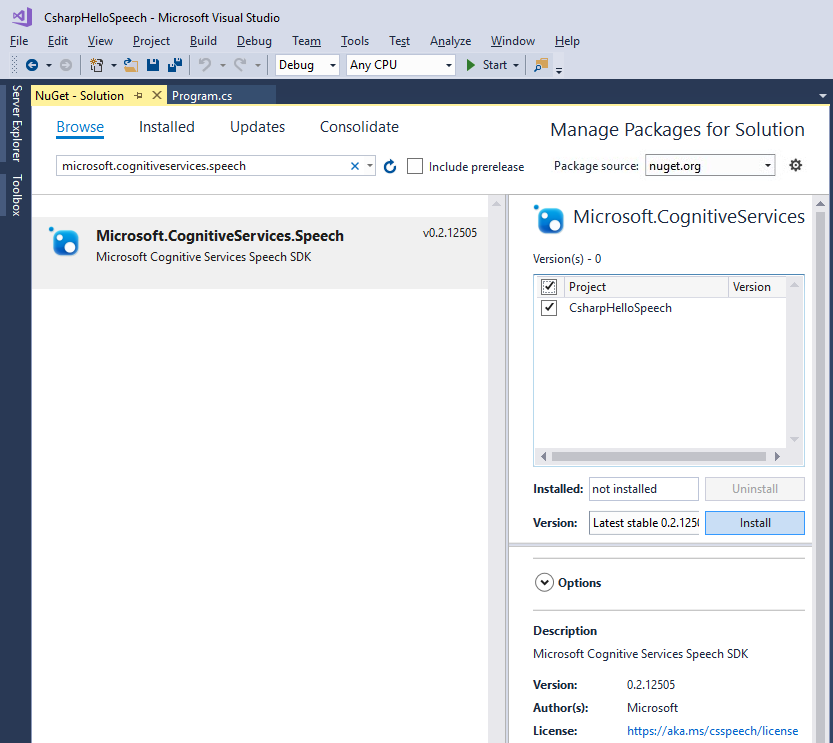 CsharpHelloSpeech - Microsoft Visual Studio
File Edit View Project Build Debug Team Tools Test Analyze Window Help
Debug Any CPU Start
Server Explorer
Toolbox
NuGet - Solution Program.cs
Browse Installed Updates Consolidate Manage Packages for Solution
microsoft.cognitiveservices.speech Include prerelease Package source: nuget.org
Microsoft.CognitiveServices.Speech v0.2.12505
Microsoft Cognitive Services Speech SDK
Microsoft.CognitiveServices
Version(s) - 0
Project Version
CsharpHelloSpeech
Installed: not installed Uninstall
Version: Latest stable 0.2.1250 Install
Options
Description
Microsoft Cognitive Services Speech SDK
Version: 0.2.12505
Author(s): Microsoft
License: https://aka.ms/csspeech/license